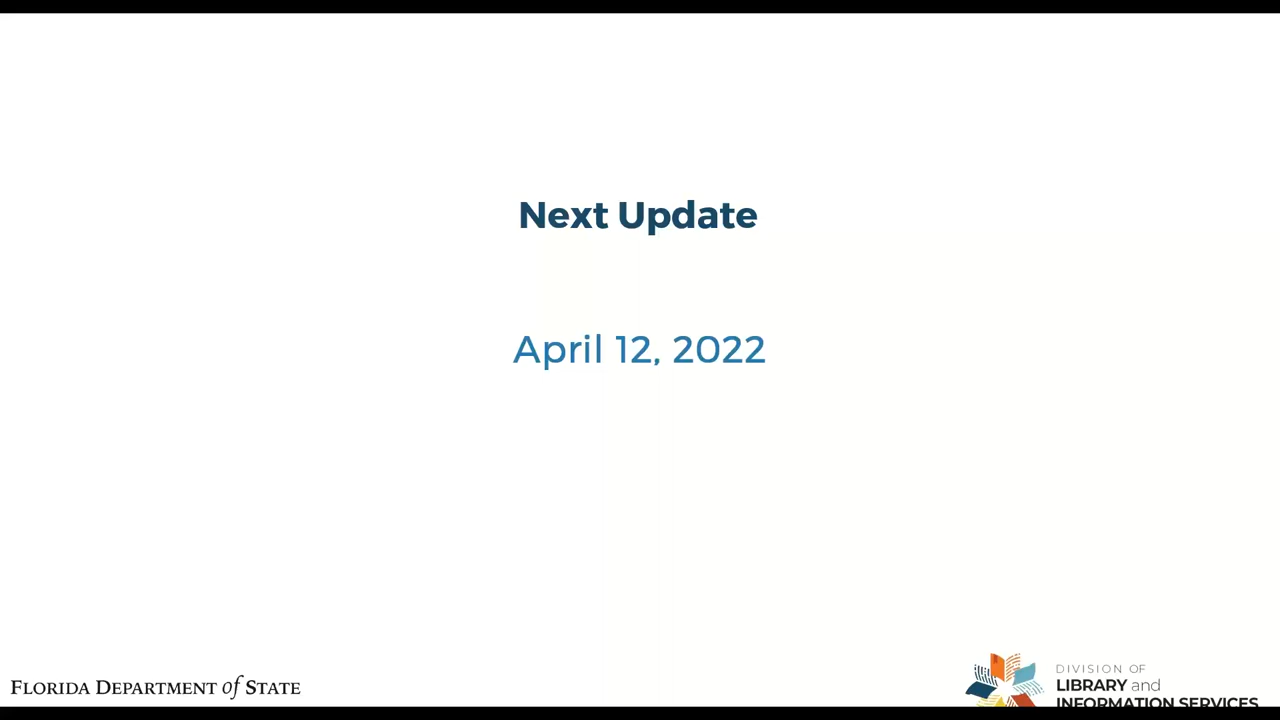 Next Update
April 12, 2022
FLORIDA DEPARTMENT of STATE
DIVISION OF
LIBRARY and
INFORMATION SERVICES